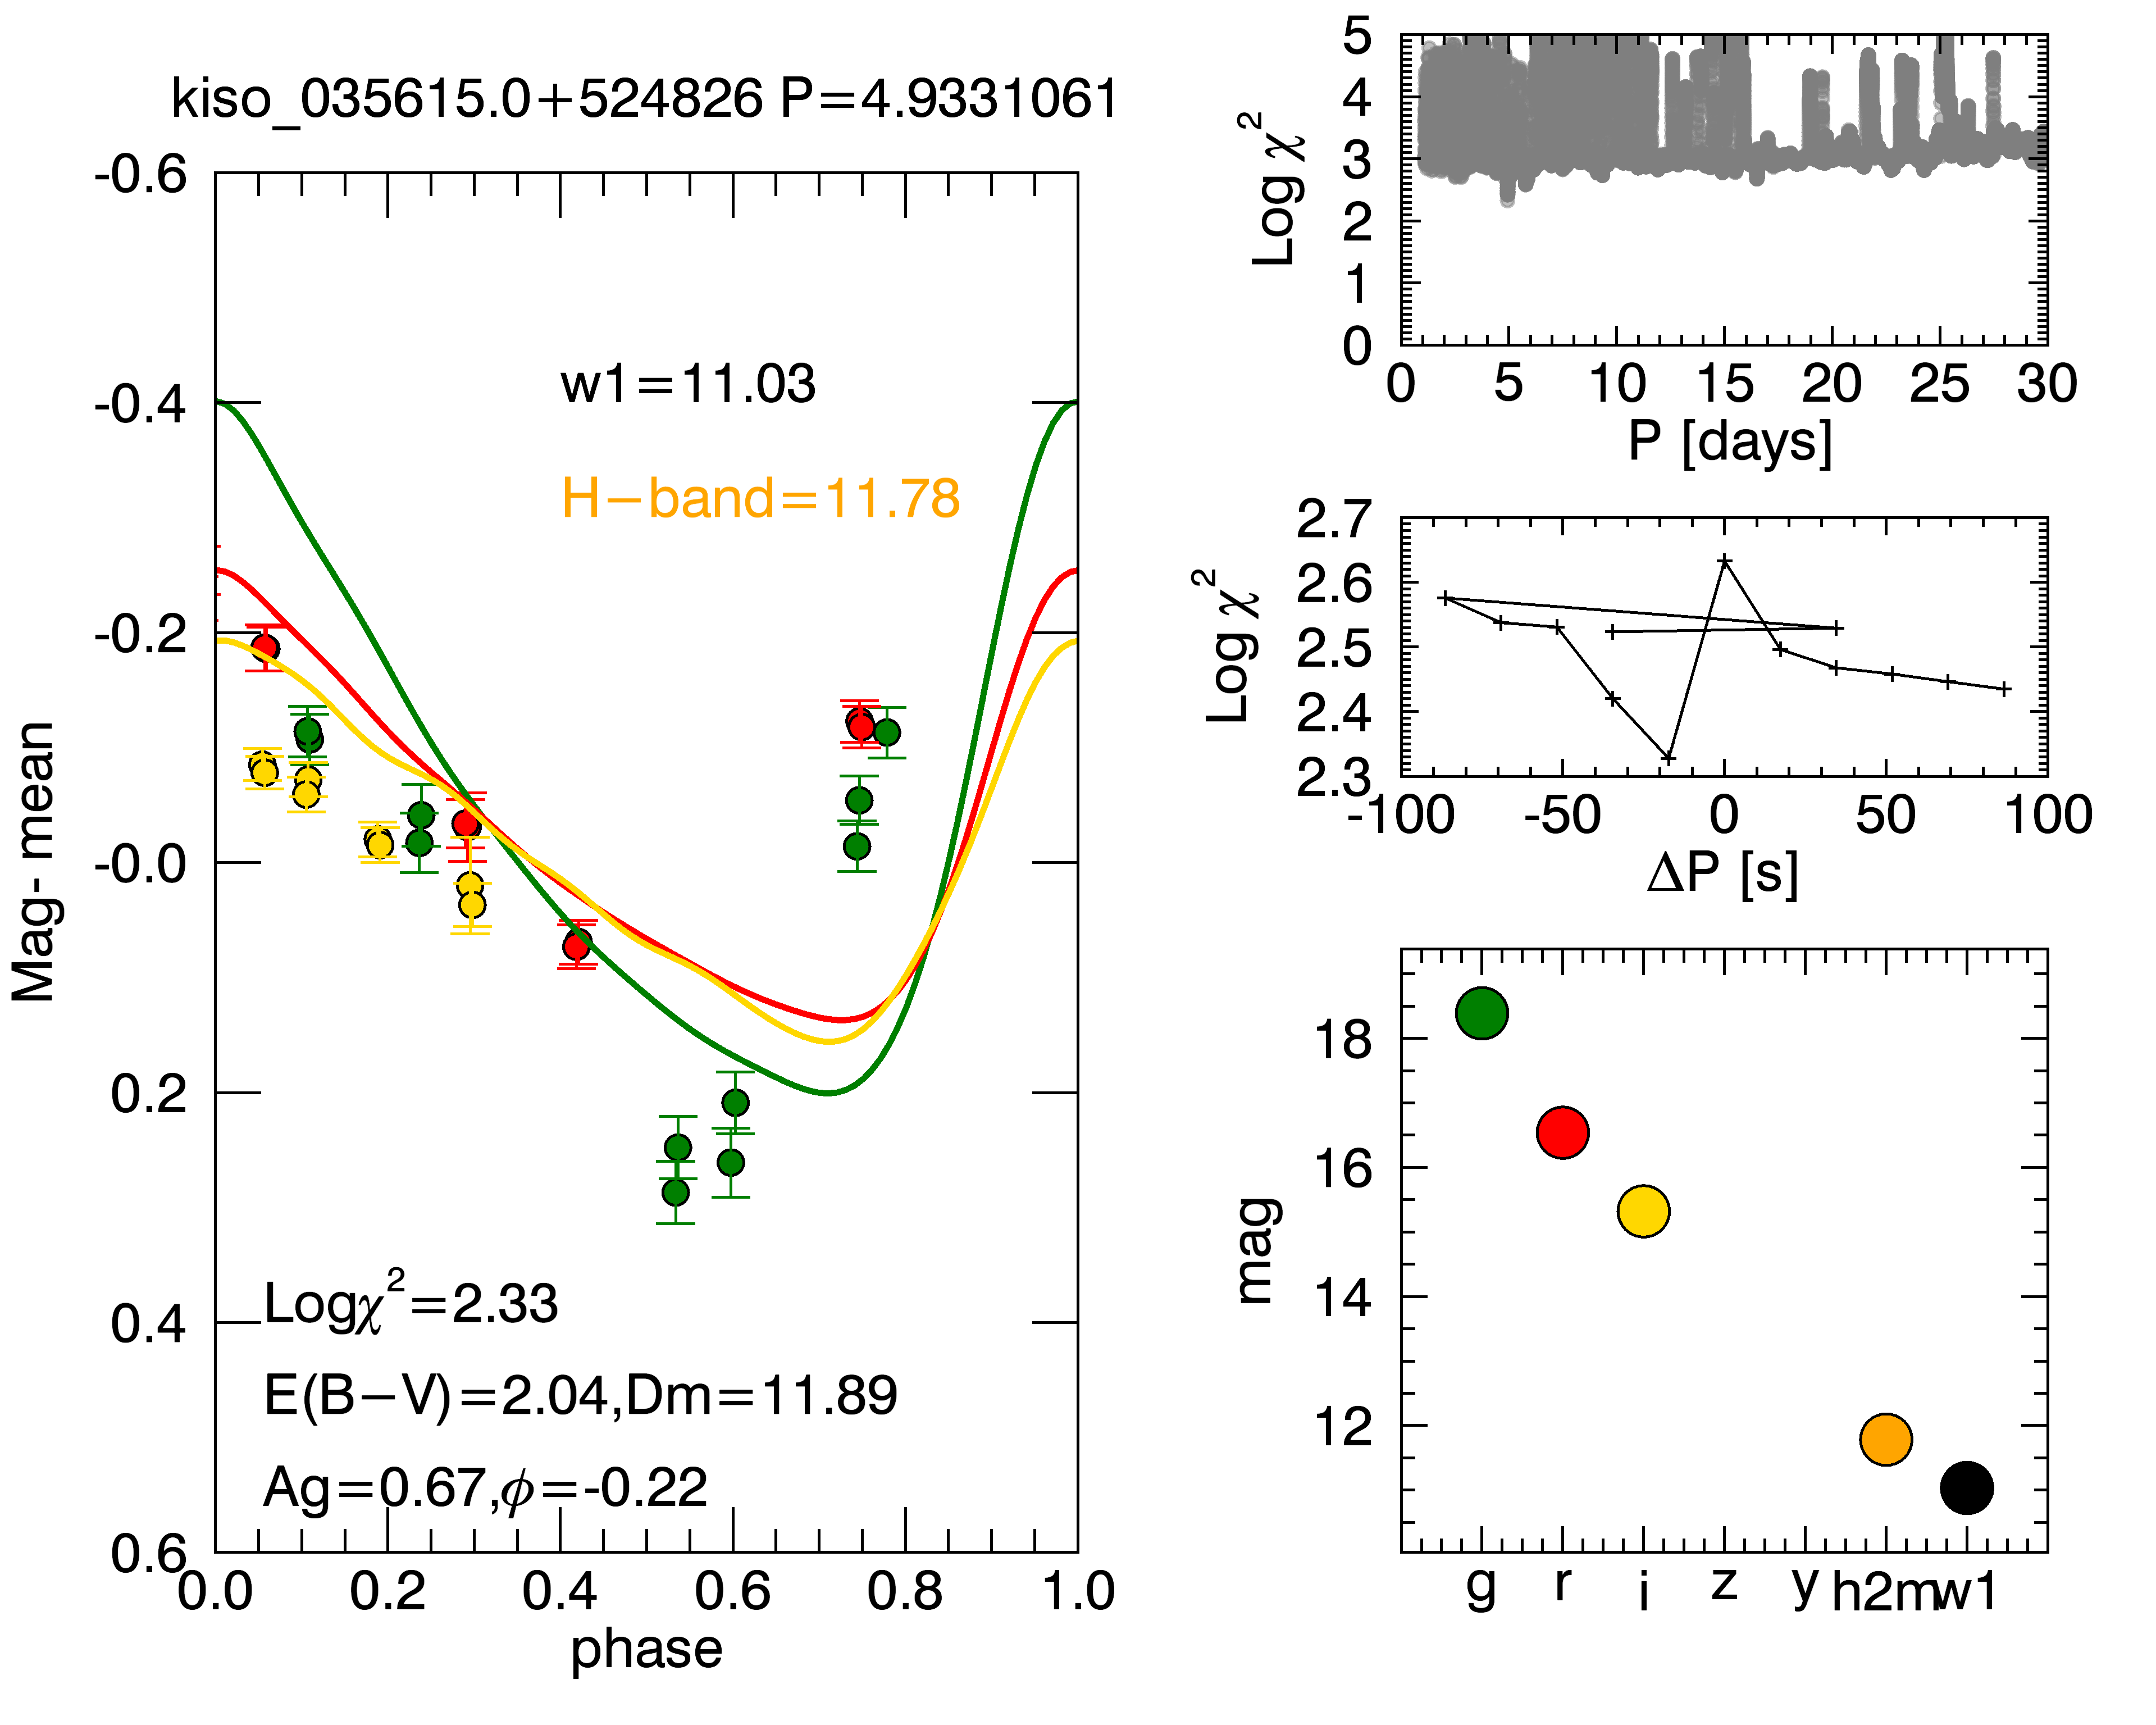 kiso_035615.0+524826 P=4.9331061
-0.6
-0.4
-0.2
-0.0
0.2
0.4
0.6
Mag- mean
w1=11.03
H-band=11.78
Logχ²=2.33
E(B-V)=2.04,Dm=11.89
Ag=0.67,ϕ=-0.22
0.0 0.2 0.4 0.6 0.8 1.0
phase
5
4
3
2
1
0
Log χ²
0 5 10 15 20 25 30
P [days]
2.7
2.6
2.5
2.4
2.3
Log χ²
-100 -50 0 50 100
ΔP [s]
18
16
14
12
mag
g r i z y h2m w1